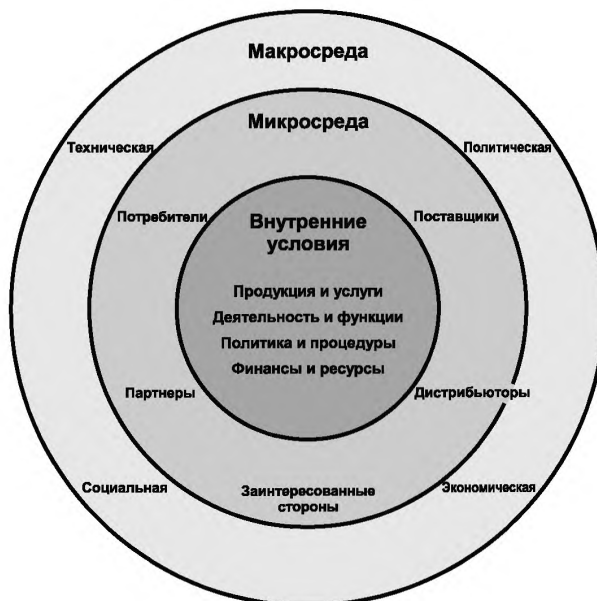 Макросреда
Микросреда
Техническая
Политическая
Потребители
Поставщики
Внутренние
условия
Продукция и услуги
Деятельность и функции
Политика и процедуры
Финансы и ресурсы
Партнеры
Дистрибьюторы
Социальная
Заинтересованные
стороны
Экономическая